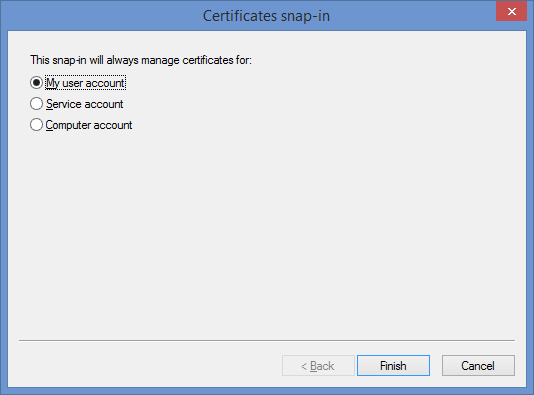 Certificates snap-in
This snap-in will always manage certificates for:
My user account
Service account
Computer account
< Back
Finish
Cancel